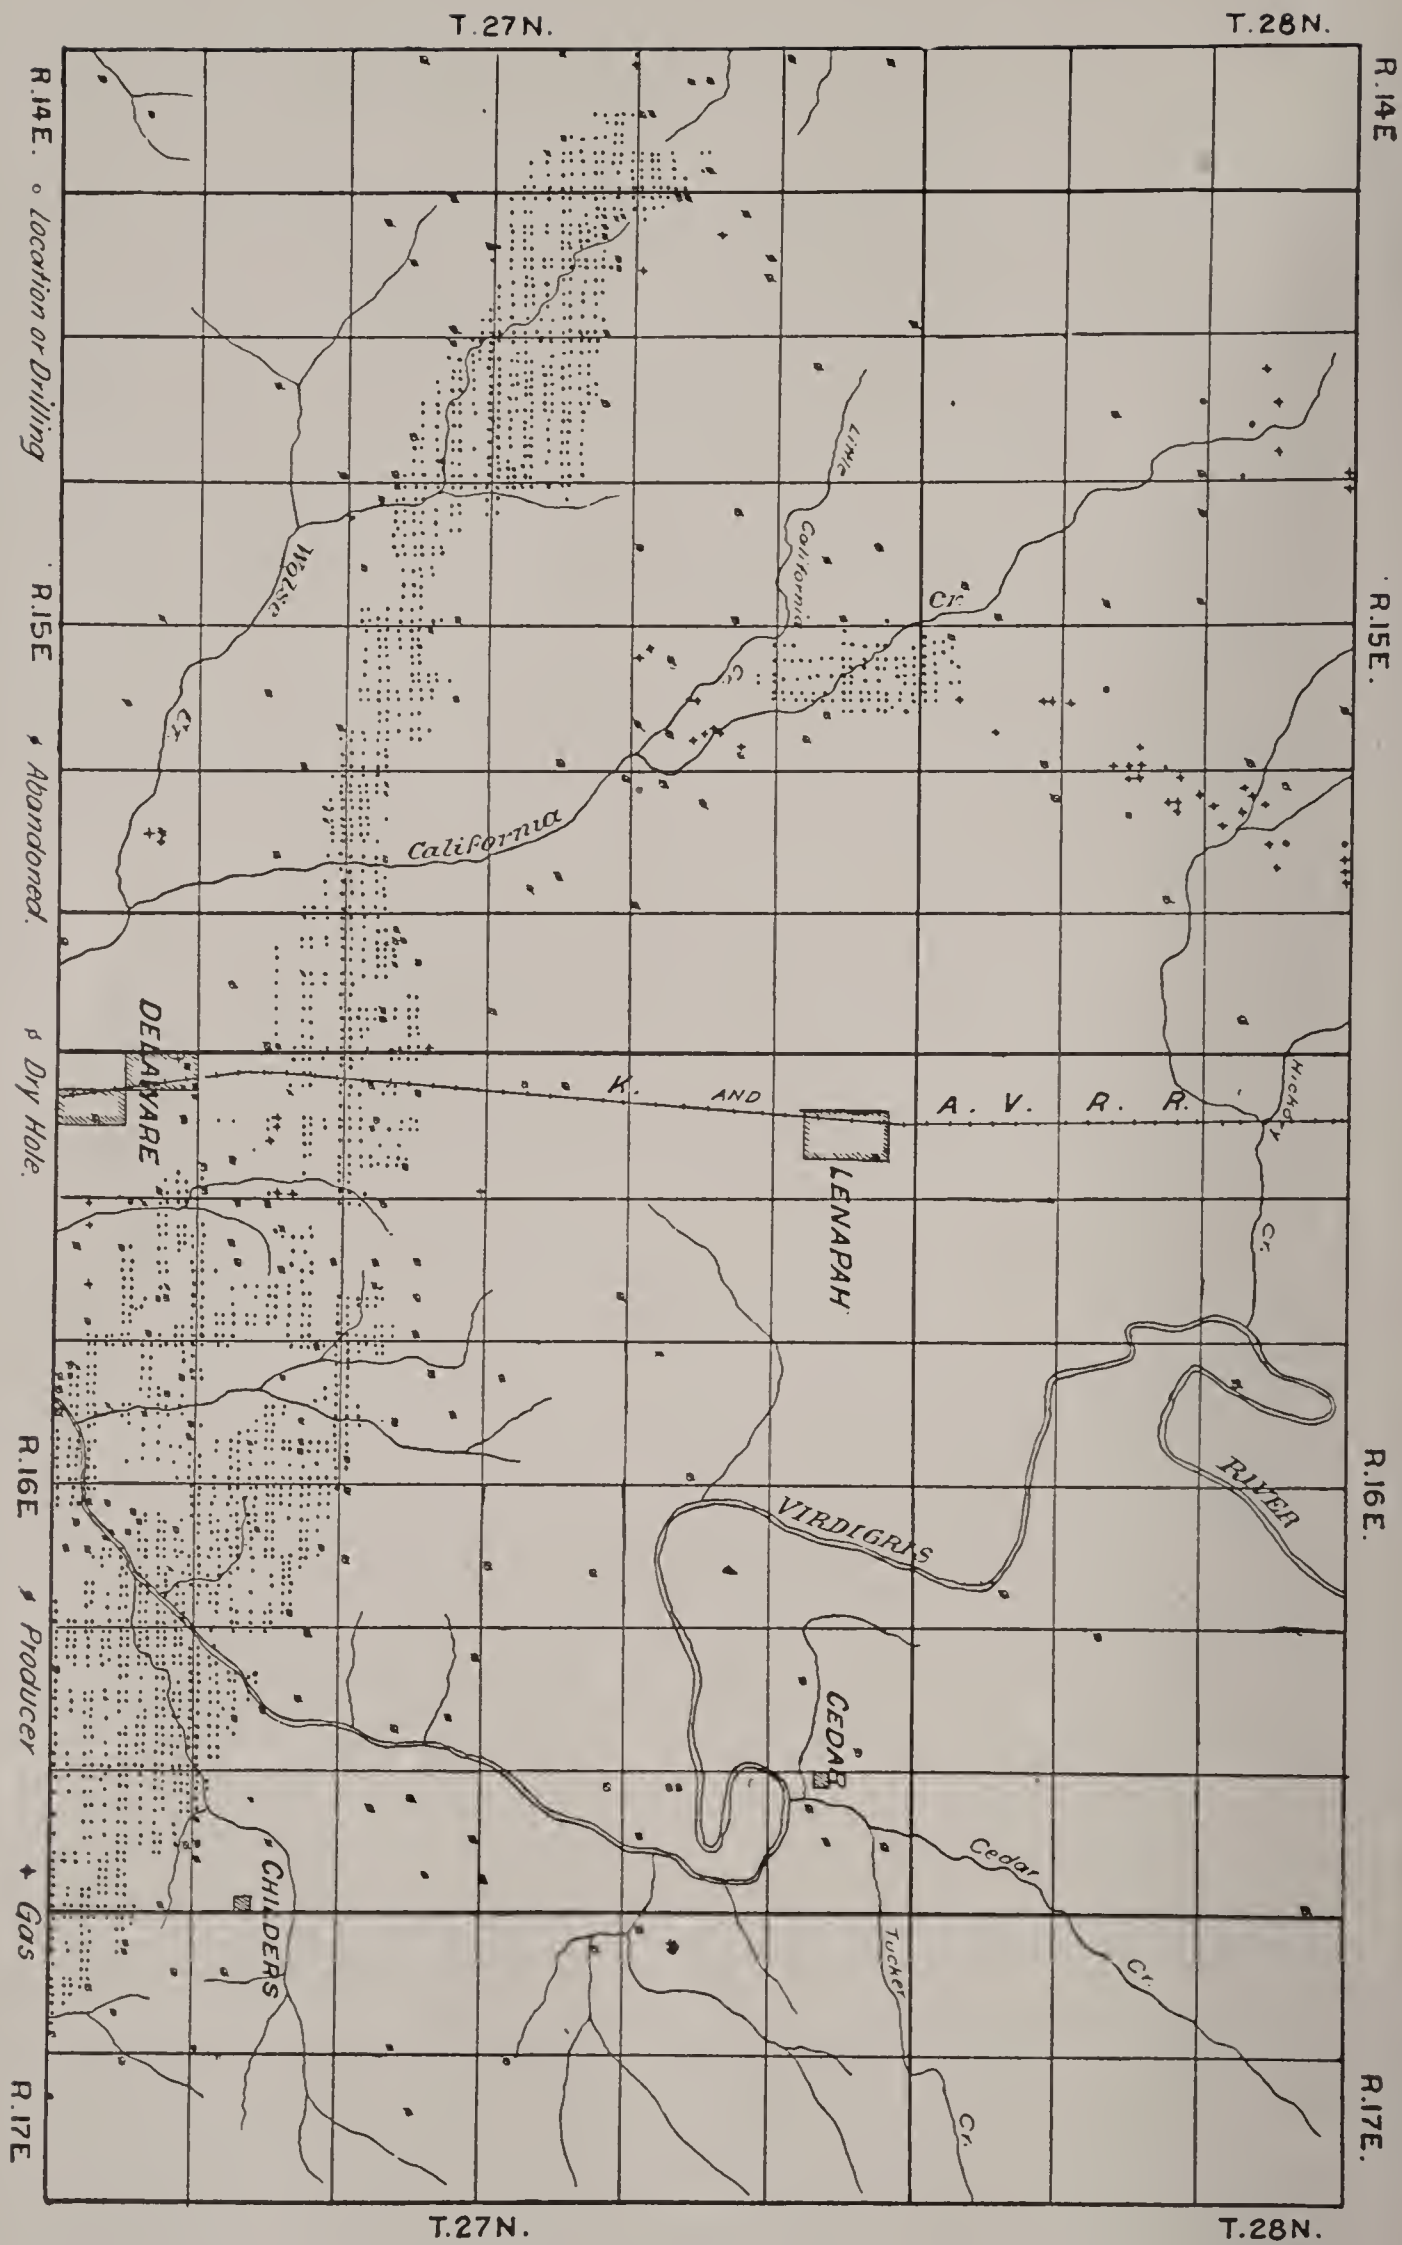 T.27N.
T.28N.
R.14E.
R.14E
Little
California
Cr.
Cr.
R.15E
R.15E.
Wolse
Cr.
California
DELAWARE
K. AND A. V. R. R.
LENAPAH
Hickory
Cr.
R.16E
R.16E.
VIRDIGRIS
RIVER
CEDAR
Cedar
Cr.
Tucker
Cr.
CHILDERS
R.17E
R.17E.
T.27N.
T.28N.
Location or Drilling
Abandoned.
Dry Hole.
Producer
Gas